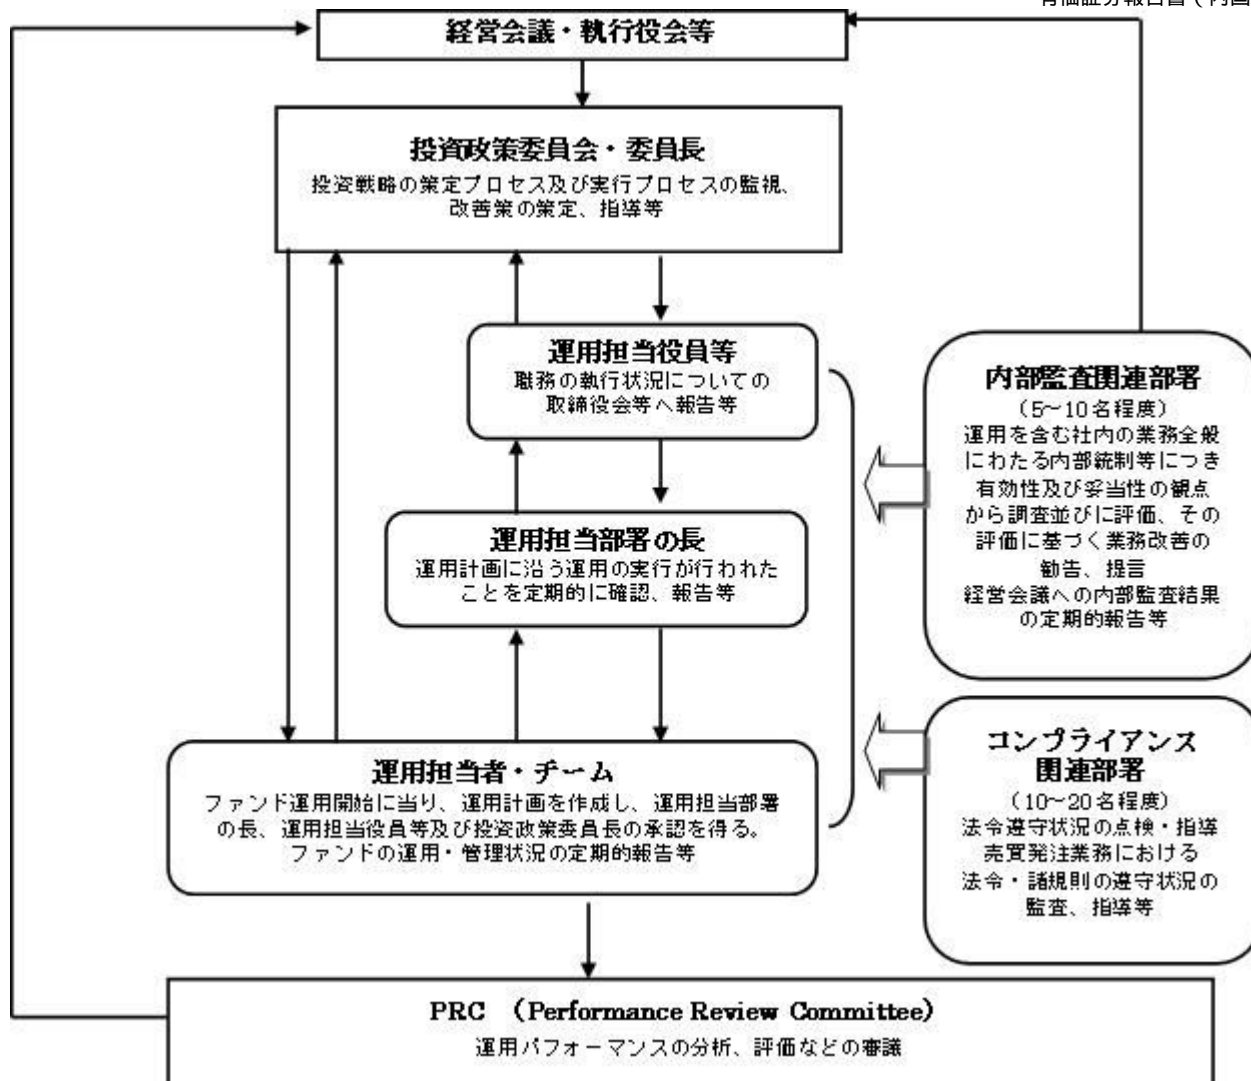 経営会議・執行役会等
投資政策委員会・委員長
投資戦略の策定プロセス及び実行プロセスの監視、
改善策の策定、指導等
運用担当役員等
職務の執行状況についての
取締役会等へ報告等
運用担当部署の長
運用計画に沿う運用の実行が行われた
ことを定期的に確認、報告等
運用担当者・チーム
ファンド運用開始に当り、運用計画を作成し、運用担当部署
の長、運用担当役員等及び投資政策委員長の承認を得る。
ファンドの運用・管理状況の定期的報告等
内部監査関連部署
（5～10名程度）
運用を含む社内の業務全般
にわたる内部統制等につき
有効性及び妥当性の観点
から調査並びに評価、その
評価に基づく業務改善の
勧告、提言
経営会議への内部監査結果
の定期的報告等
コンプライアンス
関連部署
（10～20名程度）
法令遵守状況の点検・指導
売買発注業務における
法令・諸規則の遵守状況の
監査、指導等
PRC （Performance Review Committee）
運用パフォーマンスの分析、評価などの審議